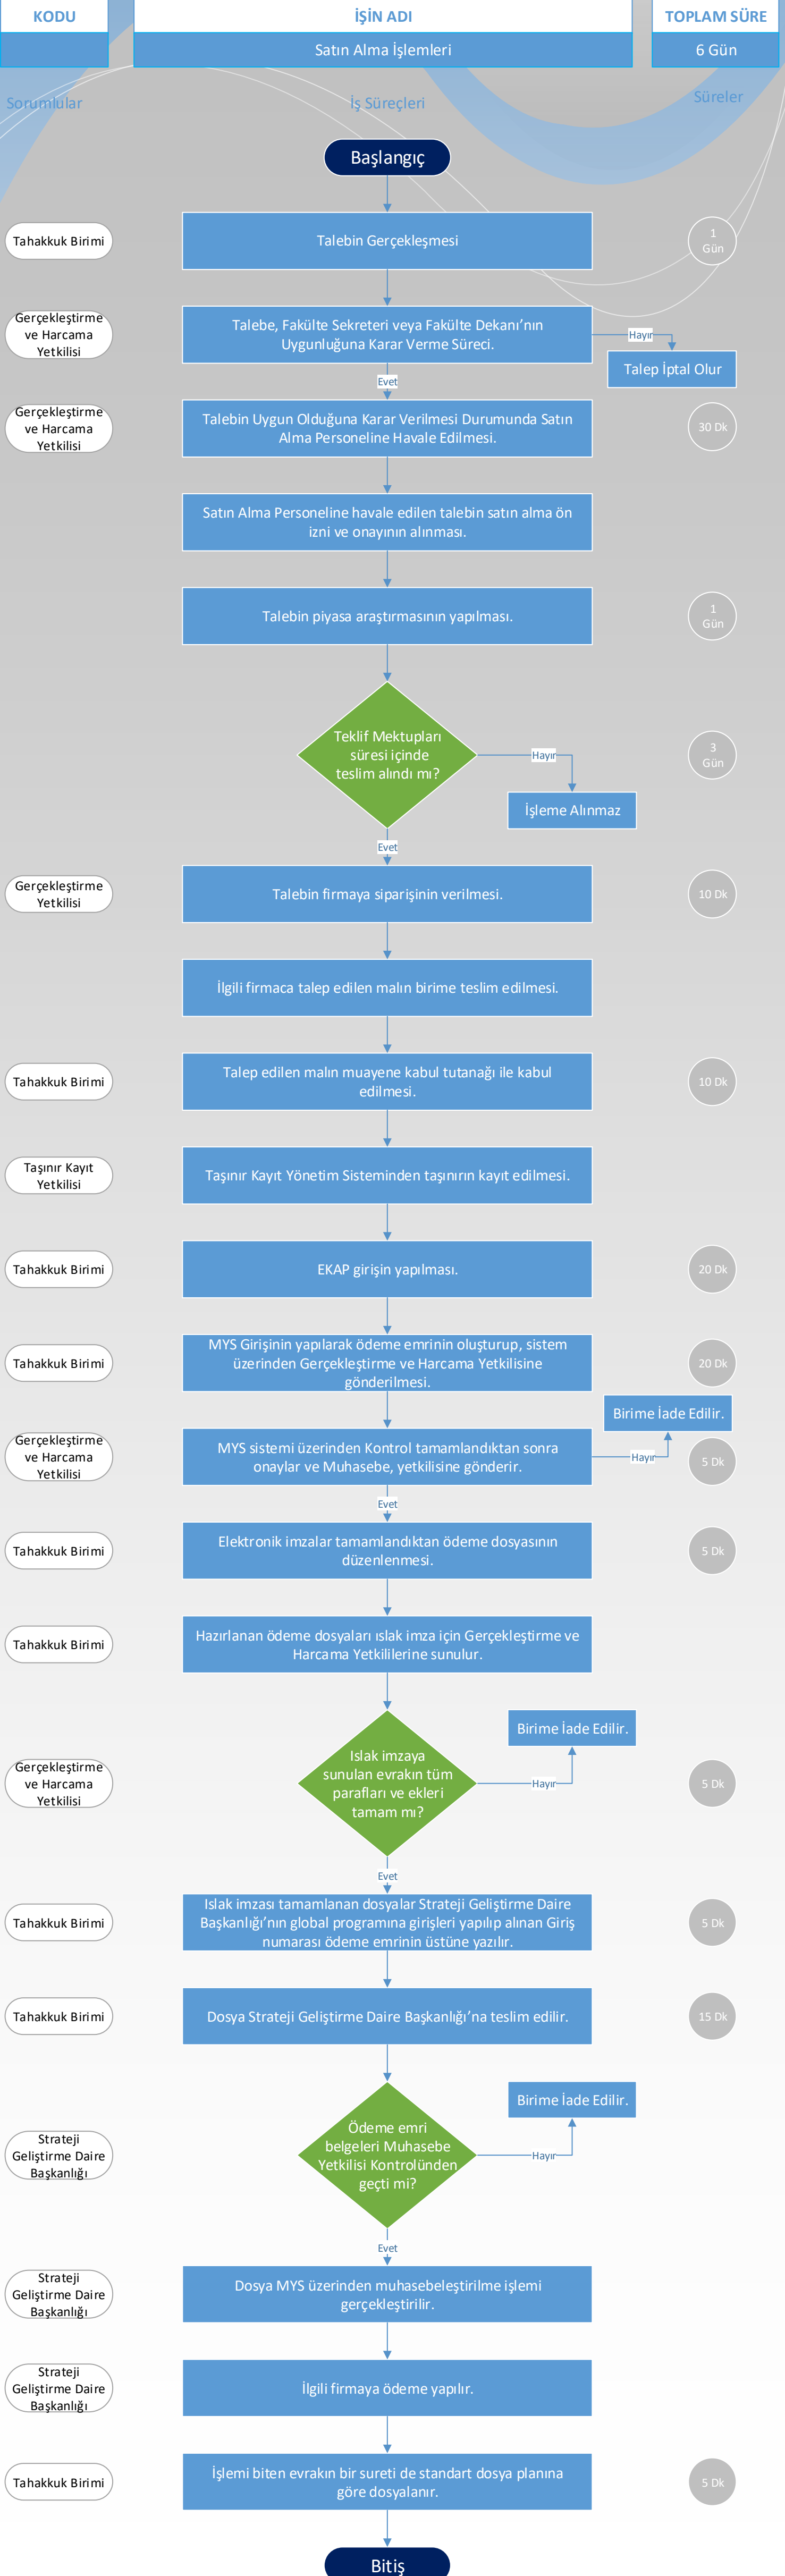 KODU
İŞİN ADI
TOPLAM SÜRE
Satın Alma İşlemleri
6 Gün
Sorumlular
İş Süreçleri
Süreler
Başlangıç
Tahakkuk Birimi
Talebin Gerçekleşmesi
1
Gün
Gerçekleştirme
ve Harcama
Yetkilisi
Talebe, Fakülte Sekreteri veya Fakülte Dekanı’nın
Uygunluğuna Karar Verme Süreci.
Hayır
Talep İptal Olur
Evet
Gerçekleştirme
ve Harcama
Yetkilisi
Talebin Uygun Olduğuna Karar Verilmesi Durumunda Satın
Alma Personeline Havale Edilmesi.
30 Dk
Satın Alma Personeline havale edilen talebin satın alma ön
izni ve onayının alınması.
Talebin piyasa araştırmasının yapılması.
1
Gün
Teklif Mektupları
süresi içinde
teslim alındı mı?
Hayır
İşleme Alınmaz
3
Gün
Evet
Gerçekleştirme
Yetkilisi
Talebin firmaya siparişinin verilmesi.
10 Dk
İlgili firmaca talep edilen malın birime teslim edilmesi.
Tahakkuk Birimi
Talep edilen malın muayene kabul tutanağı ile kabul
edilmesi.
10 Dk
Taşınır Kayıt
Yetkilisi
Taşınır Kayıt Yönetim Sisteminden taşınırın kayıt edilmesi.
Tahakkuk Birimi
EKAP girişin yapılması.
20 Dk
Tahakkuk Birimi
MYS Girişinin yapılarak ödeme emrinin oluşturup, sistem
üzerinden Gerçekleştirme ve Harcama Yetkilisine
gönderilmesi.
20 Dk
Birime İade Edilir.
Gerçekleştirme
ve Harcama
Yetkilisi
MYS sistemi üzerinden Kontrol tamamlandıktan sonra
onaylar ve Muhasebe, yetkilisine gönderir.
Hayır
5 Dk
Evet
Tahakkuk Birimi
Elektronik imzalar tamamlandıktan ödeme dosyasının
düzenlenmesi.
5 Dk
Tahakkuk Birimi
Hazırlanan ödeme dosyaları ıslak imza için Gerçekleştirme ve
Harcama Yetkililerine sunulur.
Birime İade Edilir.
Gerçekleştirme
ve Harcama
Yetkilisi
Islak imzaya
sunulan evrakın tüm
parafları ve ekleri
tamam mı?
Hayır
5 Dk
Evet
Tahakkuk Birimi
Islak imzası tamamlanan dosyalar Strateji Geliştirme Daire
Başkanlığı’nın global programına girişleri yapılıp alınan Giriş
numarası ödeme emrinin üstüne yazılır.
5 Dk
Tahakkuk Birimi
Dosya Strateji Geliştirme Daire Başkanlığı’na teslim edilir.
15 Dk
Birime İade Edilir.
Strateji
Geliştirme Daire
Başkanlığı
Ödeme emri
belgeleri Muhasebe
Yetkilisi Kontrolünden
geçti mi?
Hayır
Evet
Strateji
Geliştirme Daire
Başkanlığı
Dosya MYS üzerinden muhasebeleştirilme işlemi
gerçekleştirilir.
Strateji
Geliştirme Daire
Başkanlığı
İlgili firmaya ödeme yapılır.
Tahakkuk Birimi
İşlemi biten evrakın bir sureti de standart dosya planına
göre dosyalanır.
5 Dk
Bitiş